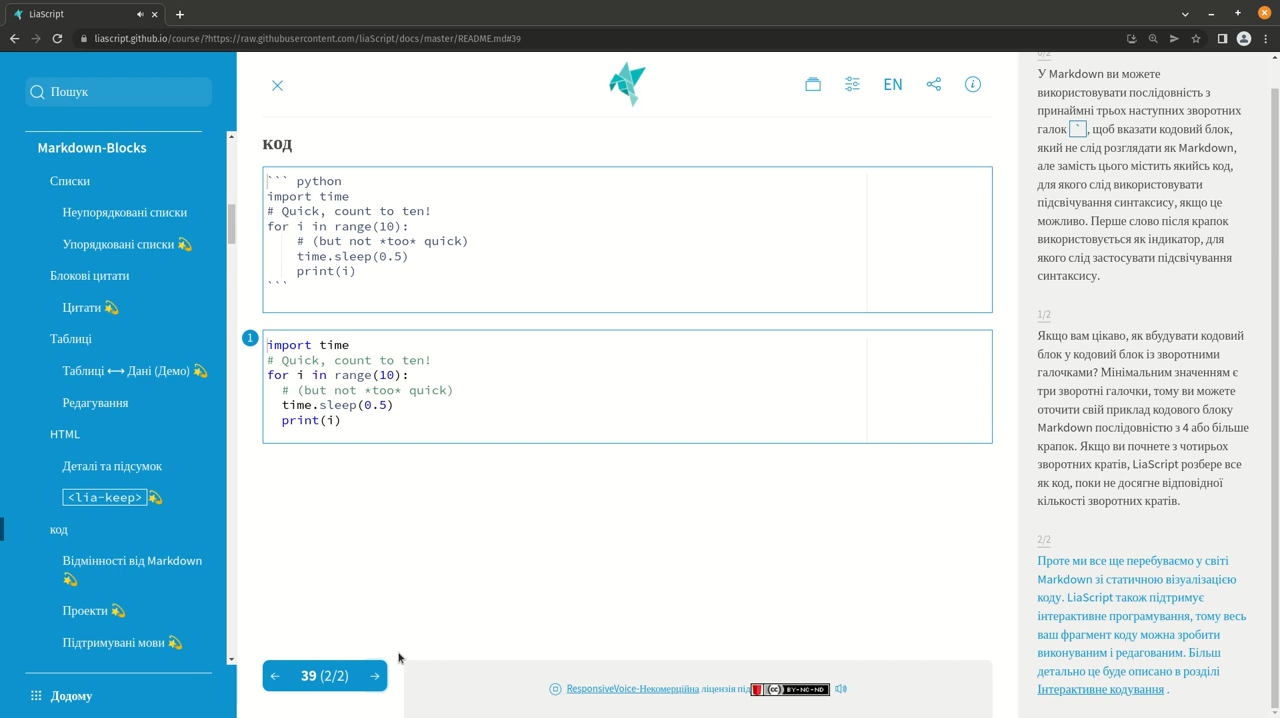 LiaScript
liascript.github.io/course/?https://raw.githubusercontent.com/liaScript/docs/master/README.md#39
Пошук
Markdown-Blocks
Списки
Неупорядковані списки
Упорядковані списки 💫
Блокові цитати
Цитати 💫
Таблиці
Таблиці ⟷ Дані (Демо) 💫
Редагування
HTML
Деталі та підсумок
<lia-keep> 💫
код
Відмінності від Markdown
💫
Проекти 💫
Підтримувані мови 💫
Додому
EN
код
``` python
import time
# Quick, count to ten!
for i in range(10):
    # (but not *too* quick)
    time.sleep(0.5)
    print(i)
```
1
import time
# Quick, count to ten!
for i in range(10):
  # (but not *too* quick)
  time.sleep(0.5)
  print(i)
← 39 (2/2) →
ResponsiveVoice-Некомерційна ліцензія під
CC BY-NC-ND
У Markdown ви можете
використовувати послідовність з
принаймні трьох наступних зворотних
галок ` , щоб вказати кодовий блок,
який не слід розглядати як Markdown,
але замість цього містить якийсь код,
для якого слід використовувати
підсвічування синтаксису, якщо це
можливо. Перше слово після крапок
використовується як індикатор, для
якого слід застосувати підсвічування
синтаксису.
1/2
Якщо вам цікаво, як вбудувати кодовий
блок у кодовий блок із зворотними
галочками? Мінімальним значенням є
три зворотні галочки, тому ви можете
оточити свій приклад кодового блоку
Markdown послідовністю з 4 або більше
крапок. Якщо ви почнете з чотирьох
зворотних кратів, LiaScript розбере все
як код, поки не досягне відповідної
кількості зворотних кратів.
2/2
Проте ми все ще перебуваємо у світі
Markdown зі статичною візуалізацією
коду. LiaScript також підтримує
інтерактивне програмування, тому весь
ваш фрагмент коду можна зробити
виконуваним і редагованим. Більш
детально це буде описано в розділі
Інтерактивне кодування .